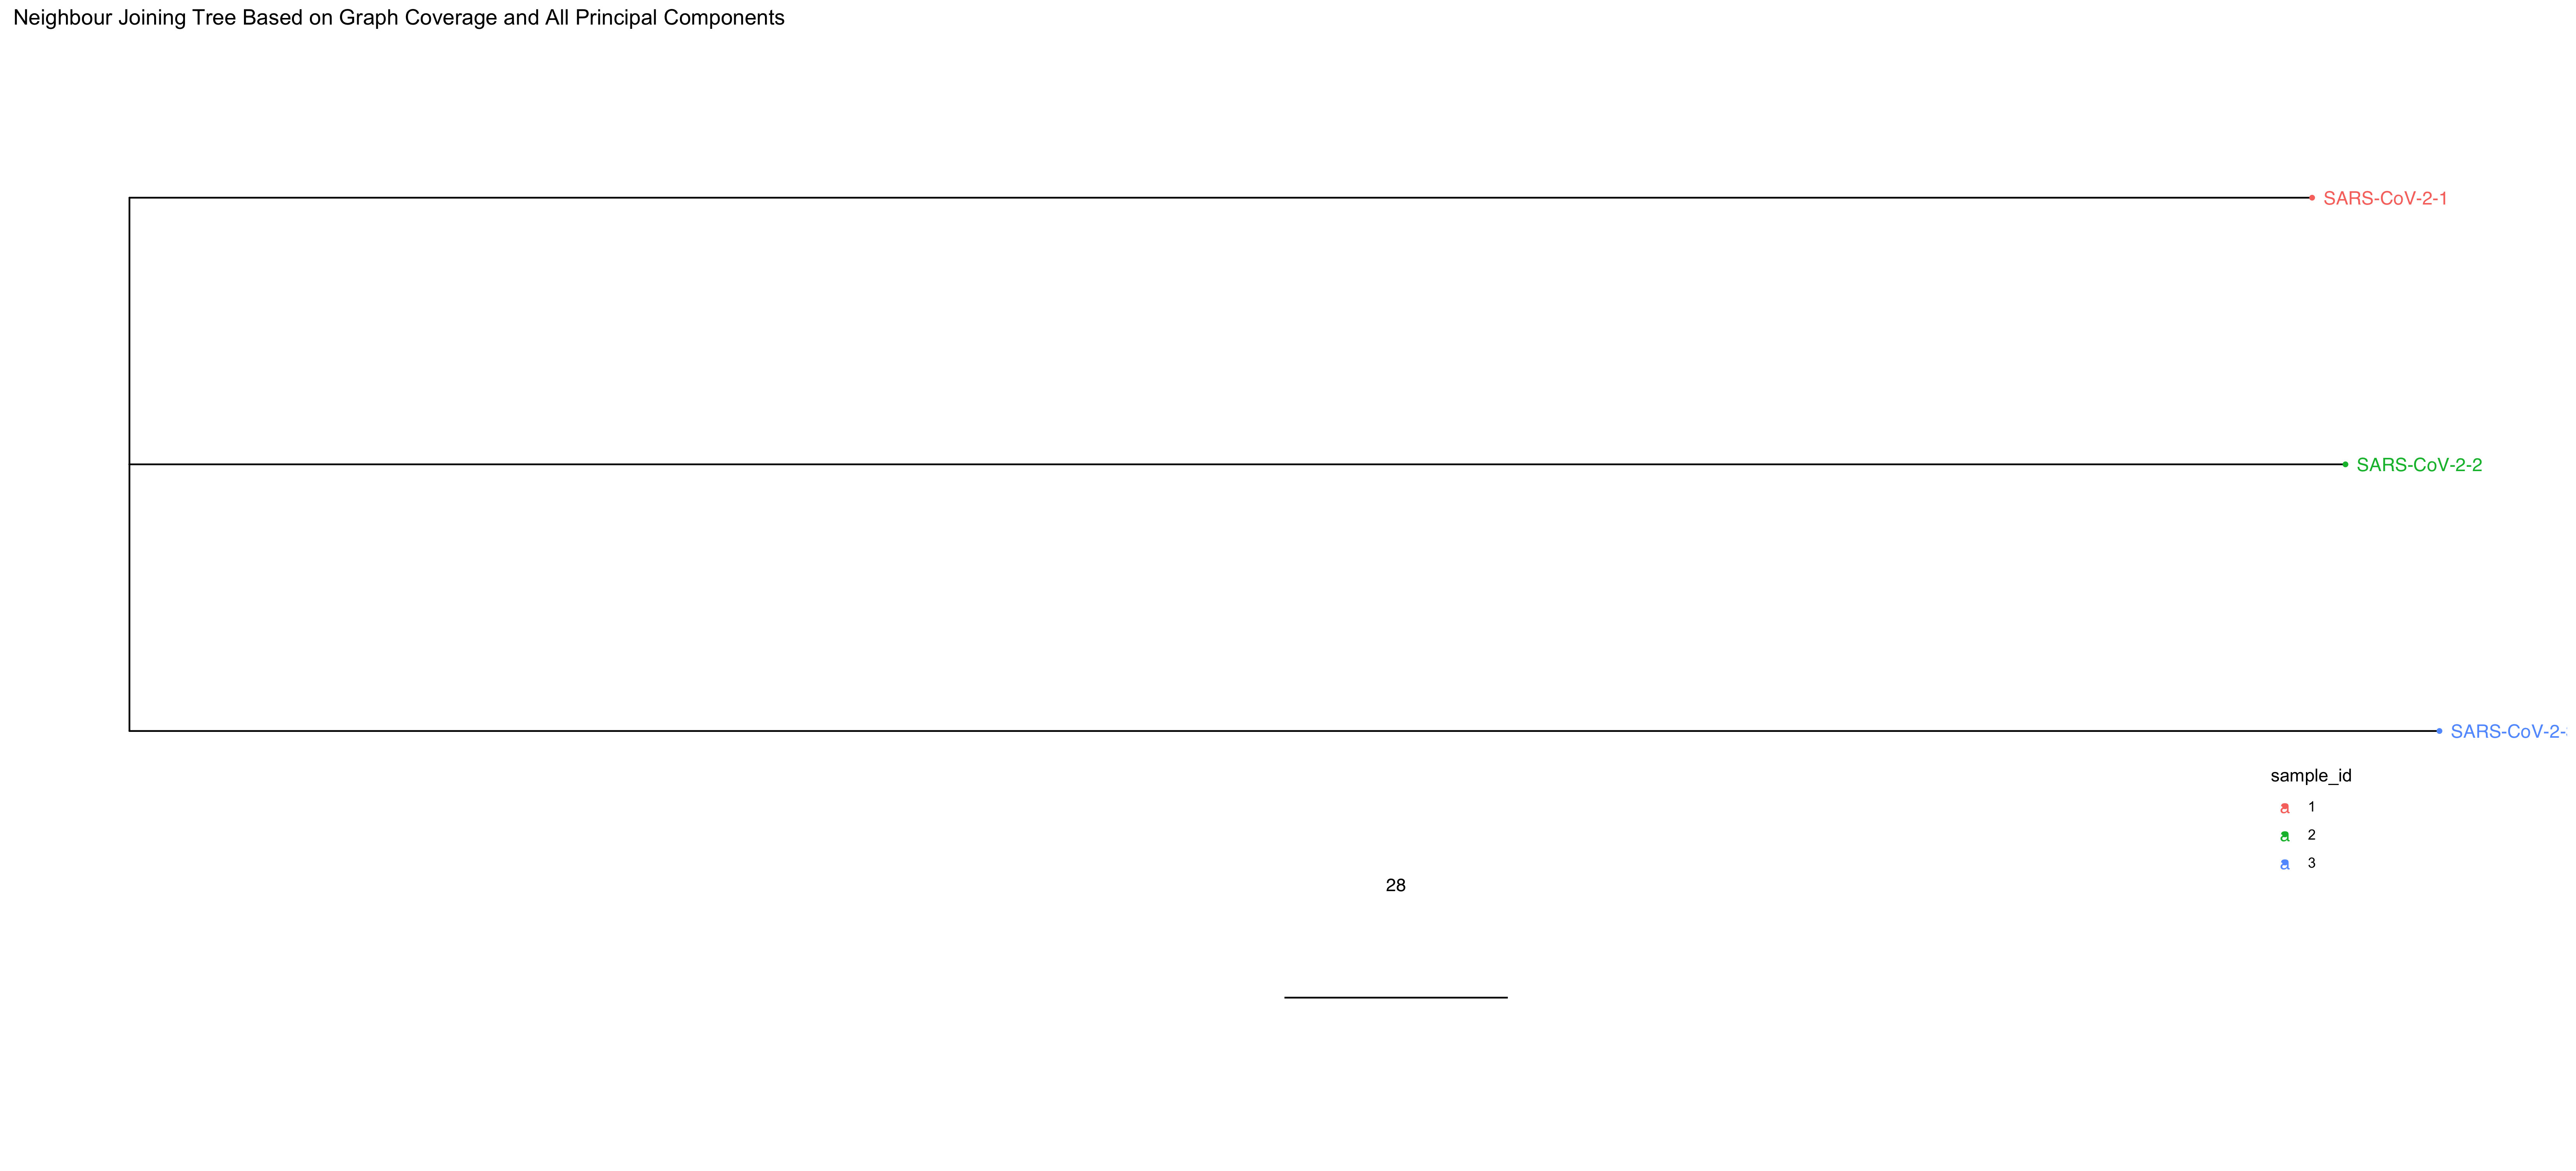 Neighbour Joining Tree Based on Graph Coverage and All Principal Components
SARS-CoV-2-1
SARS-CoV-2-2
SARS-CoV-2-
sample_id
a 1
a 2
a 3
28